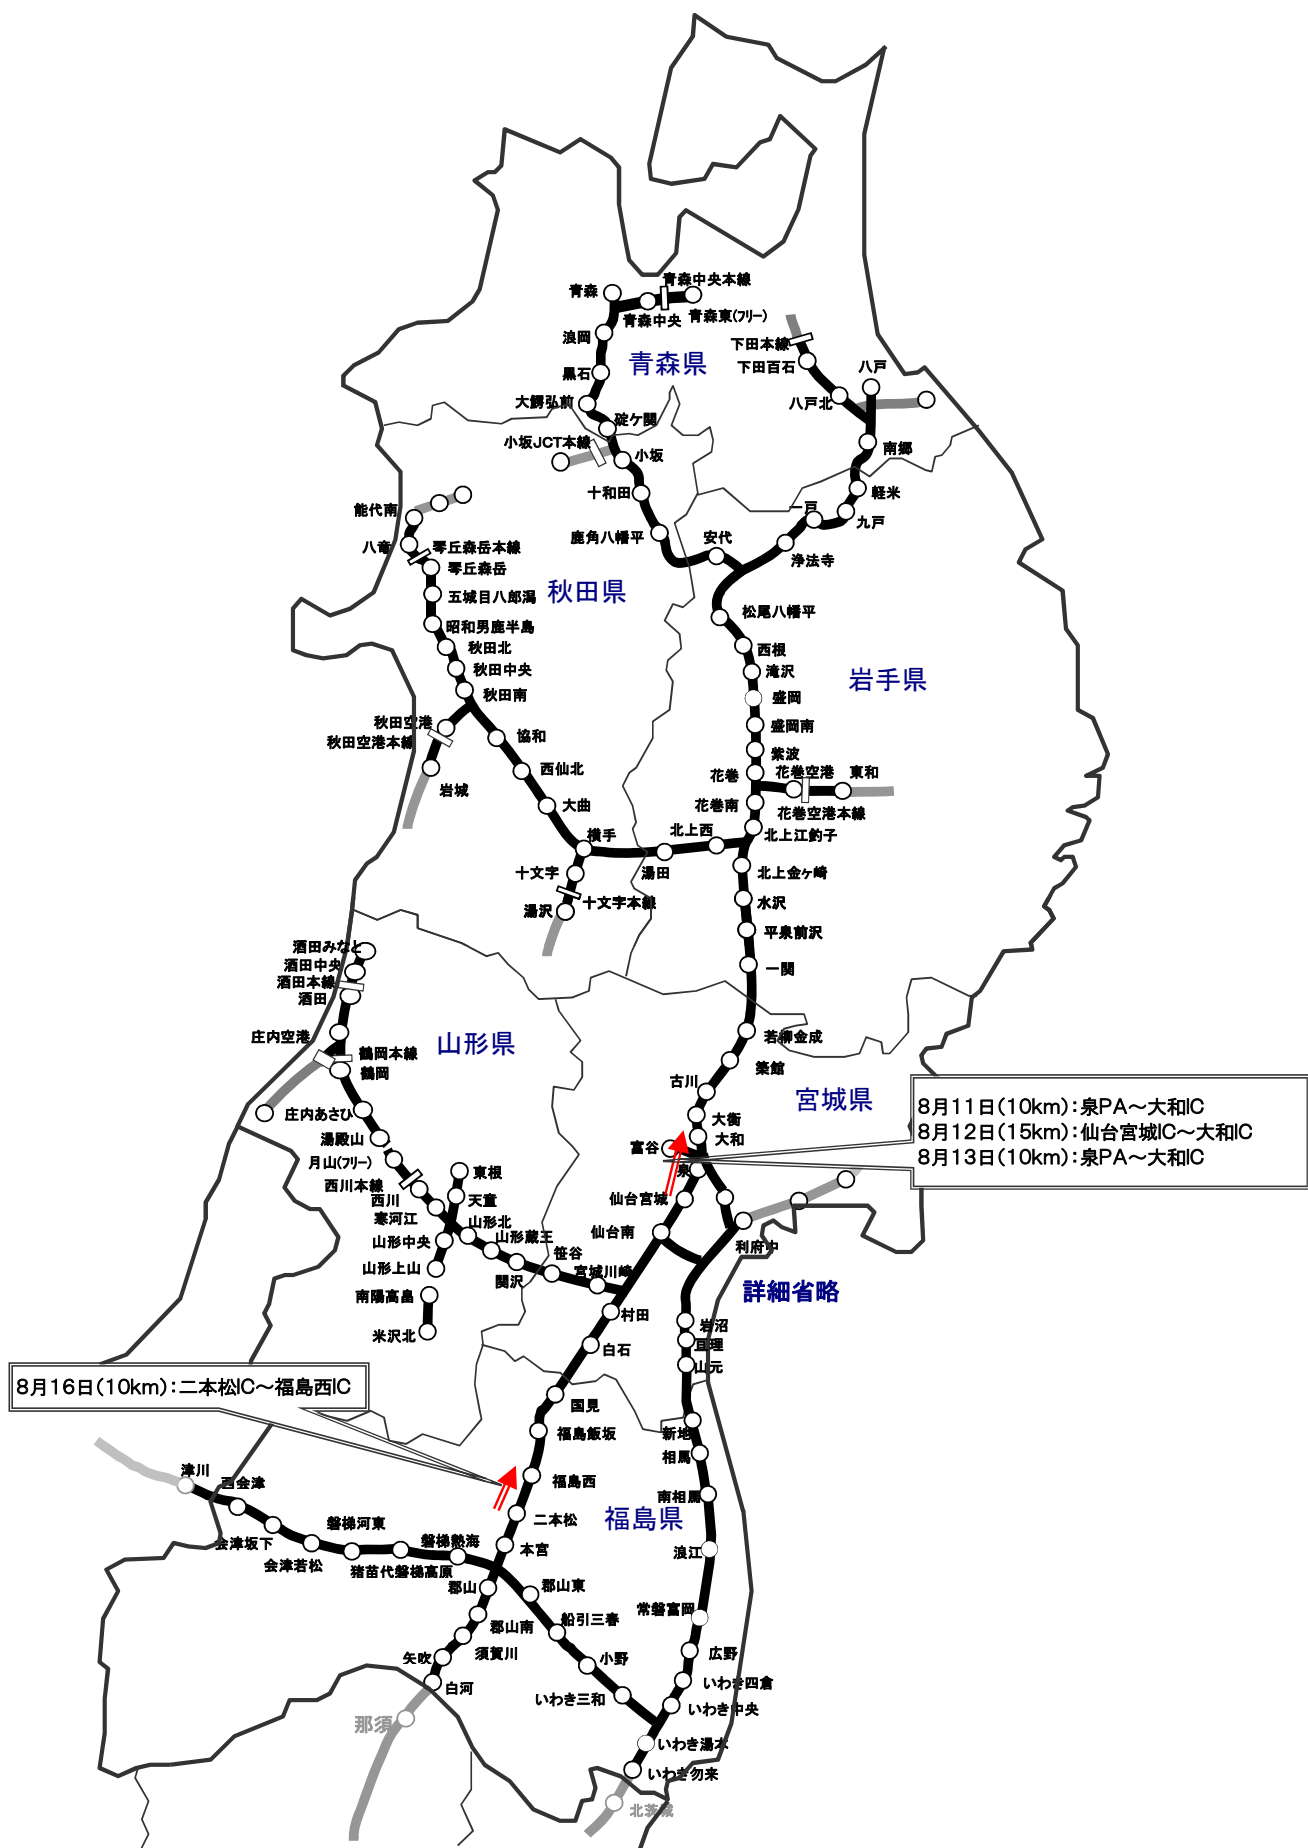 青森中央本線
青森
青森中央
青森東(フリー)
浪岡
下田本線
青森県
下田百石
八戸
黒石
大鰐弘前
八戸北
碇ケ関
小坂JCT本線
南郷
小坂
十和田
軽米
能代南
一戸
九戸
鹿角八幡平
安代
八竜
琴丘森岳本線
浄法寺
琴丘森岳
秋田県
五城目八郎潟
松尾八幡平
昭和男鹿半島
秋田北
西根
秋田中央
滝沢
岩手県
秋田南
盛岡
秋田空港
盛岡南
秋田空港本線
協和
紫波
西仙北
花巻
花巻空港
東和
岩城
大曲
花巻南
花巻空港本線
横手
北上西
北上江釣子
十文字
湯田
北上金ヶ崎
湯沢
十文字本線
水沢
平泉前沢
酒田みなと
酒田中央
一関
酒田本線
酒田
庄内空港
山形県
若柳金成
鶴岡本線
鶴岡
築館
古川
宮城県
庄内あさひ
大衡
8月11日(10km):泉PA～大和IC
8月12日(15km):仙台宮城IC～大和IC
8月13日(10km):泉PA～大和IC
湯殿山
大和
富谷
月山(フリー)
東根
泉
西川本線
西川
天童
仙台宮城
寒河江
山形北
仙台南
山形中央
山形蔵王
利府中
笹谷
山形上山
関沢
宮城川崎
詳細省略
南陽高畠
村田
岩沼
米沢北
亘理
白石
山元
8月16日(10km):二本松IC～福島西IC
国見
福島飯坂
新地
相馬
津川
西会津
福島西
南相馬
二本松
福島県
磐梯河東
会津坂下
磐梯熱海
本宮
浪江
会津若松
猪苗代磐梯高原
郡山
郡山東
常磐富岡
郡山南
船引三春
須賀川
広野
矢吹
小野
白河
いわき四倉
いわき三和
いわき中央
那須
いわき湯本
いわき勿来
北茨城